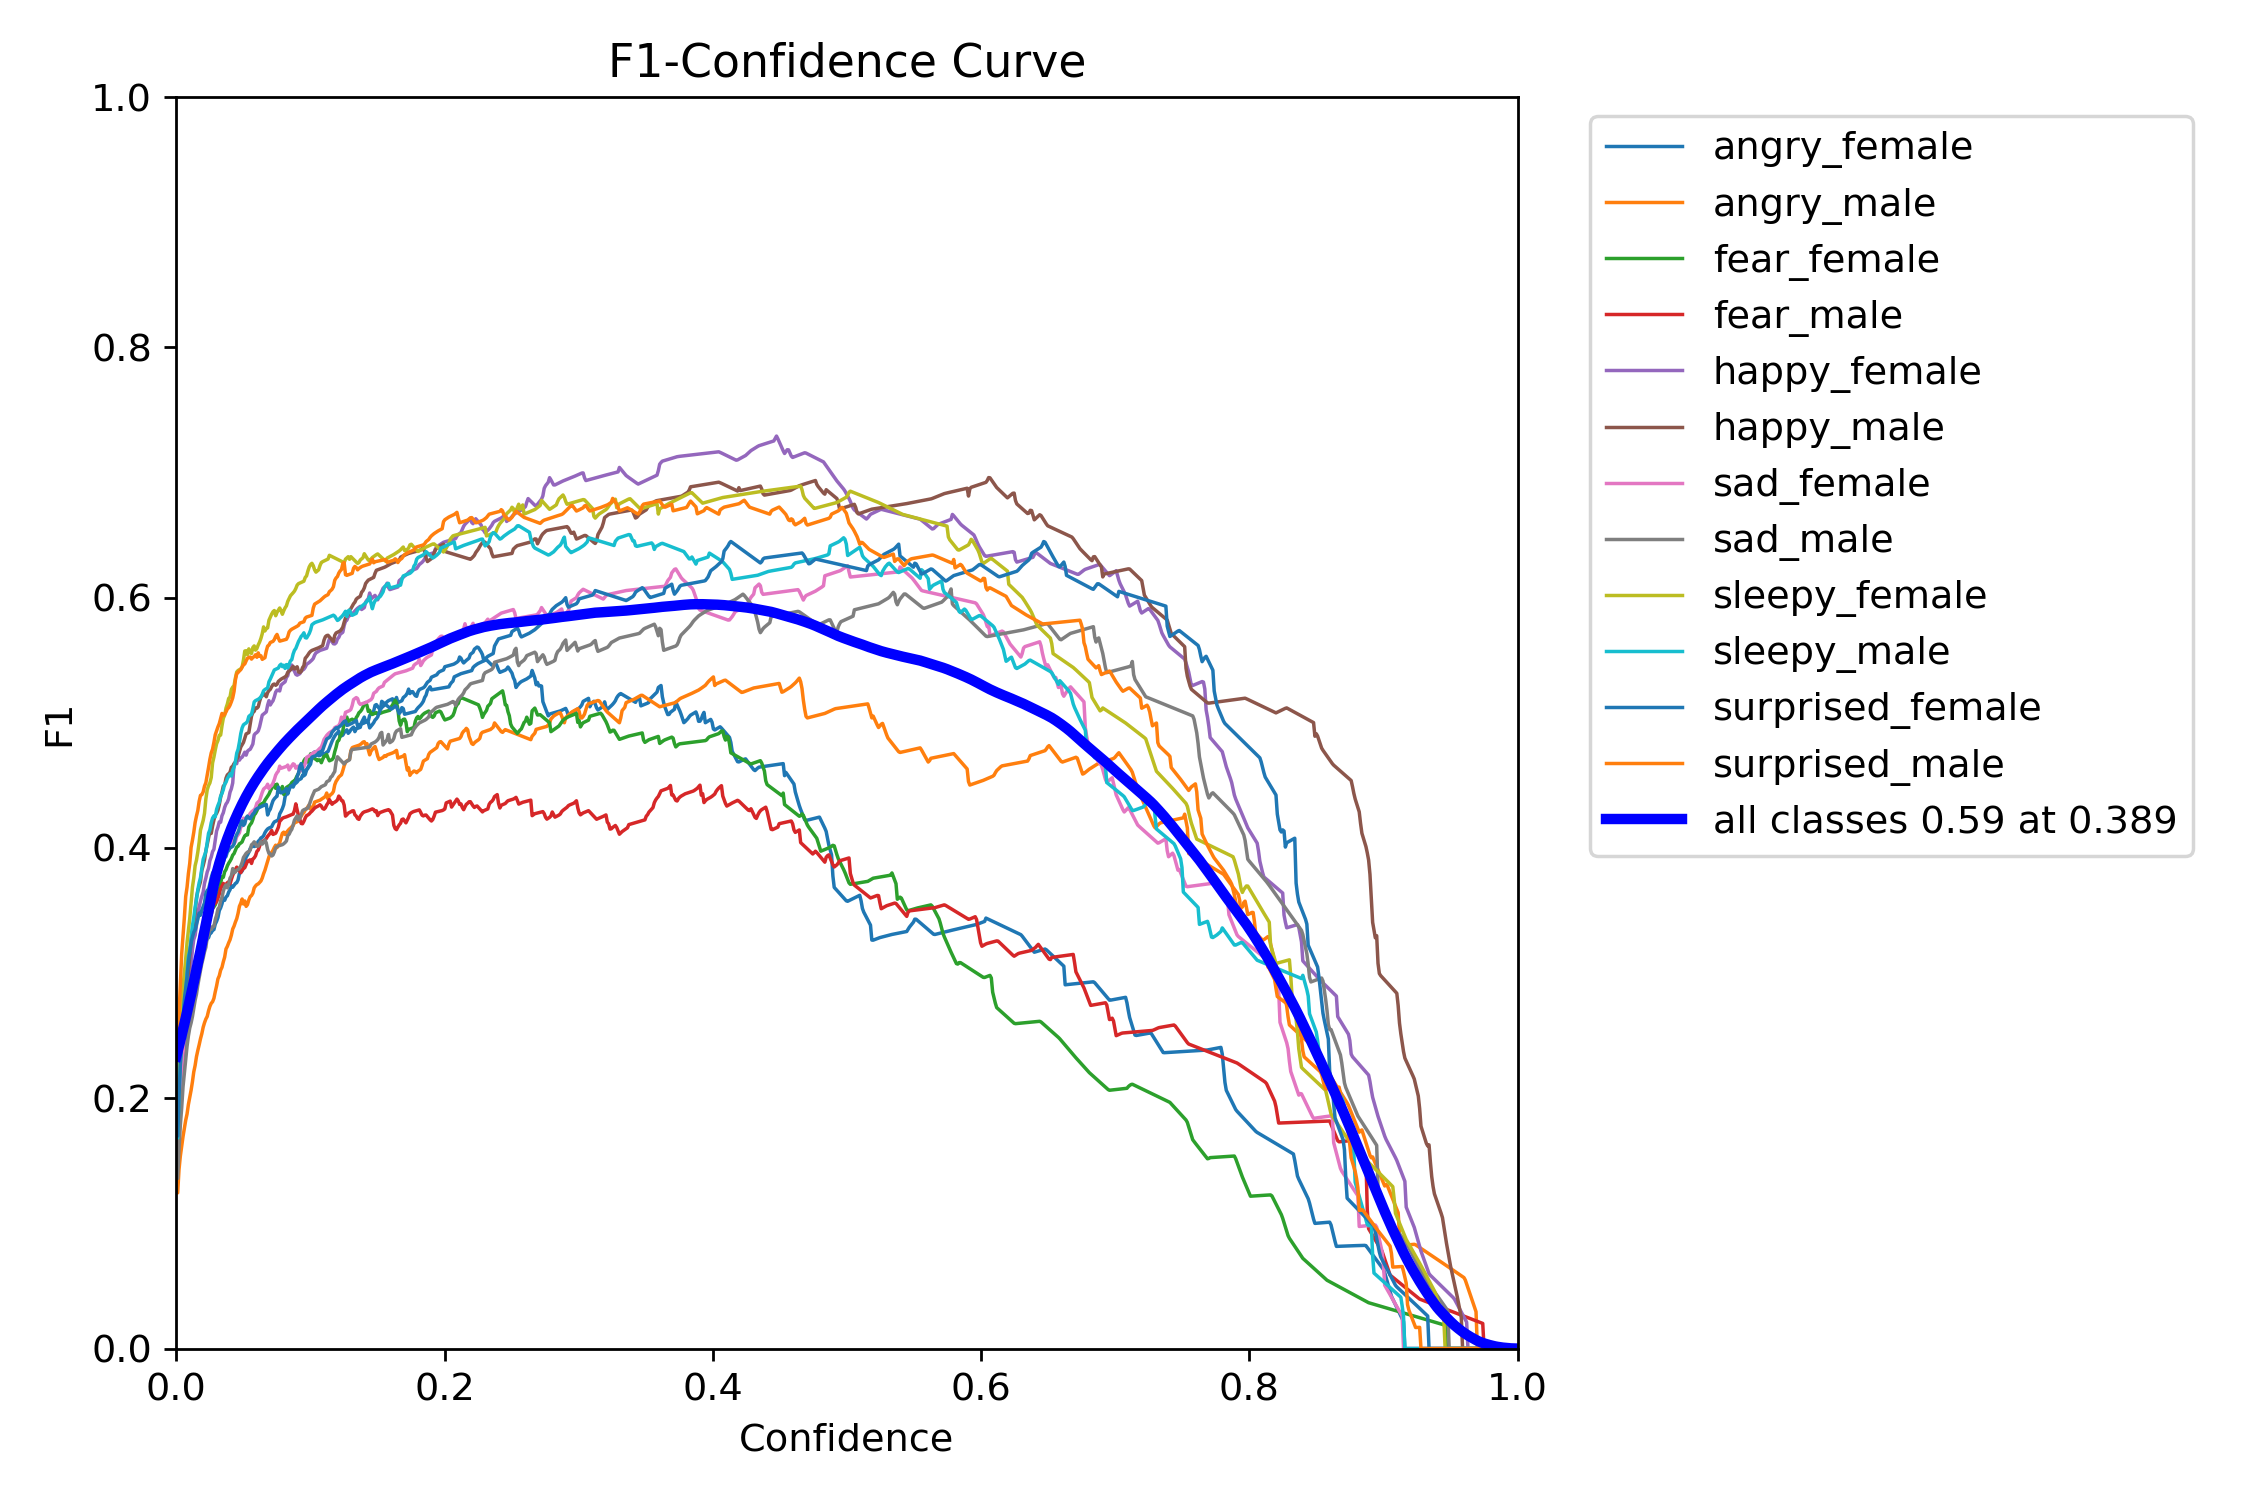 F1-Confidence Curve
1.0
0.8
0.6
0.4
0.2
0.0
F1
0.0 0.2 0.4 0.6 0.8 1.0
Confidence
angry_female
angry_male
fear_female
fear_male
happy_female
happy_male
sad_female
sad_male
sleepy_female
sleepy_male
surprised_female
surprised_male
all classes 0.59 at 0.389